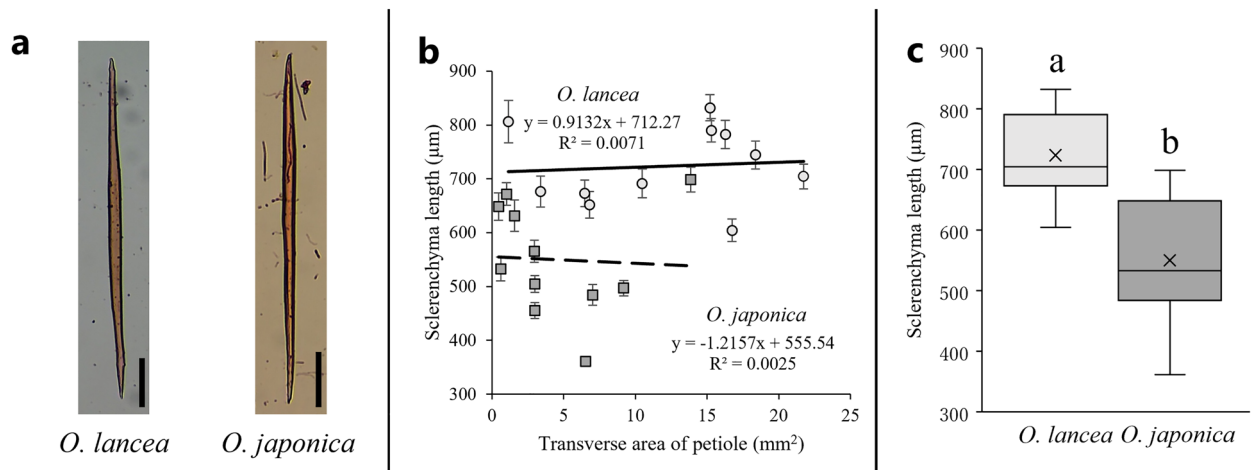 a
O. lancea
O. japonica
b
Sclerenchyma length (μm)
900
800
700
600
500
400
300
0
5
10
15
20
25
Transverse area of petiole (mm²)
O. lancea
y = 0.9132x + 712.27
R² = 0.0071
O. japonica
y = -1.2157x + 555.54
R² = 0.0025
c
Sclerenchyma length (μm)
900
800
700
600
500
400
300
a
b
O. lancea
O. japonica